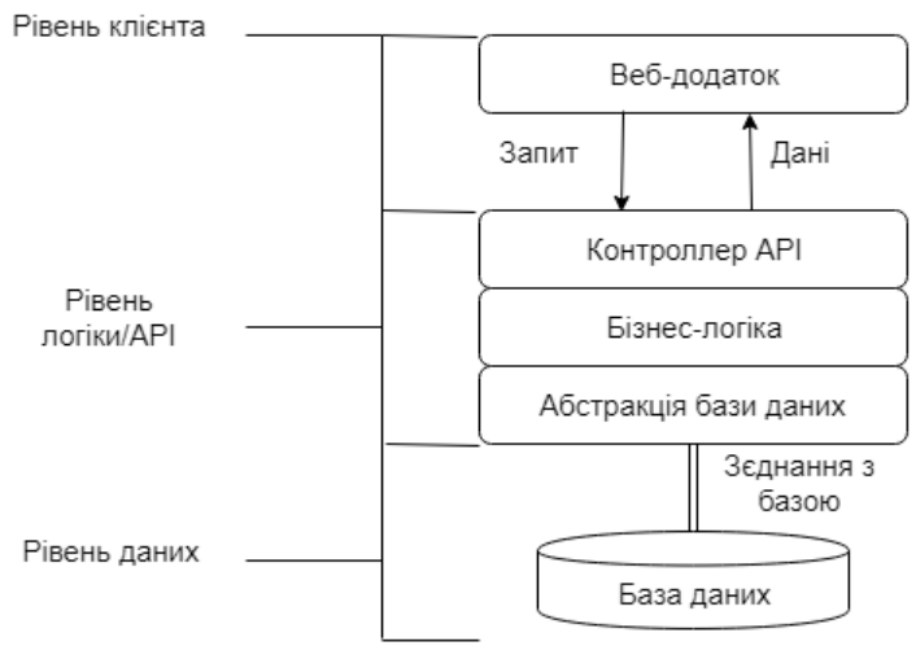 Рівень клієнта
Веб-додаток
Запит
Дані
Контроллер API
Рівень
логіки/API
Бізнес-логіка
Абстракція бази даних
Зєднання з
базою
Рівень даних
База даних